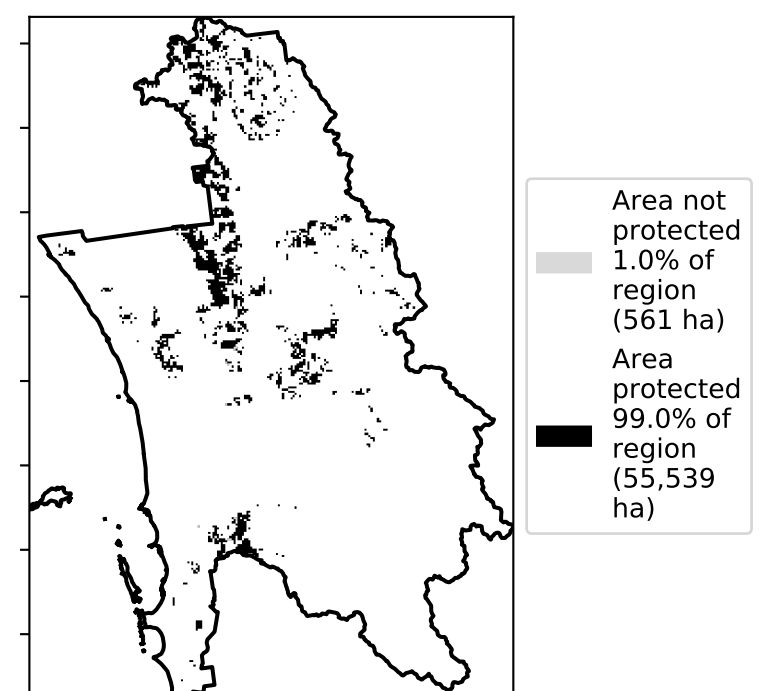 Area not
protected
1.0% of
region
(561 ha)
Area
protected
99.0% of
region
(55,539
ha)